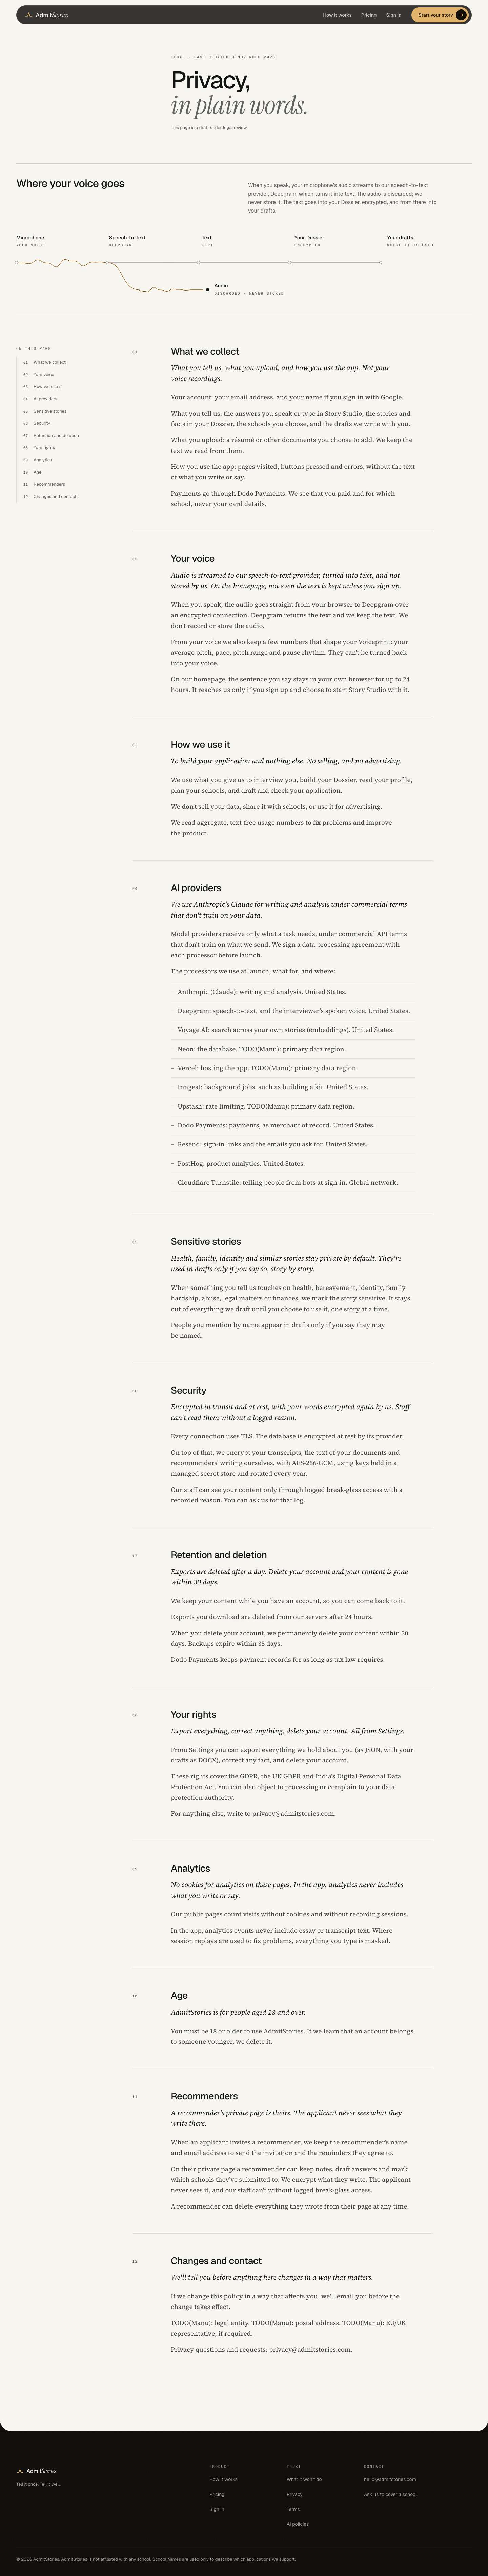 AdmitStories
How it works Pricing Sign in Start your story
LEGAL · LAST UPDATED 2 NOVEMBER 2026
Privacy,
in plain words.
This page is a draft under legal review.
Where your voice goes
When you speak, your microphone's audio streams to our speech-to-text
provider, Deepgram, which turns it into text. The audio is discarded; we
never store it. The text goes into your Dossier, encrypted, and from there into
your drafts.
Microphone
YOUR VOICE
Speech-to-text
DEEPGRAM
Text
KEPT
Your Dossier
ENCRYPTED
Your drafts
WHERE IT IS USED
Audio
DISCARDED · NEVER STORED
ON THIS PAGE
01 What we collect
02 Your voice
03 How we use it
04 AI providers
05 Sensitive stories
06 Security
07 Retention and deletion
08 Your rights
09 Analytics
10 Age
11 Recommenders
12 Changes and contact
01
What we collect
What you tell us, what you upload, and how you use the app. Not your
voice recordings.
Your account: your email address, and your name if you sign in with Google.
What you tell us: the answers you speak or type in Story Studio, the stories and
facts in your Dossier, the schools you choose, and the drafts we write with you.
What you upload: a résumé or other documents you choose to add. We keep the
text we read from them.
How you use the app: pages visited, buttons pressed and errors, without the text
of what you write or say.
Payments go through Dodo Payments. We see that you paid and for which
school, never your card details.
02
Your voice
Audio is streamed to our speech-to-text provider, turned into text, and not
stored by us. On the homepage, not even the text is kept unless you sign up.
When you speak, the audio goes straight from your browser to Deepgram over
an encrypted connection. Deepgram returns the text and we keep the text. We
don't record or store the audio.
From your voice we also keep a few numbers that shape your Voiceprint: your
average pitch, pace, pitch range and pause rhythm. They can't be turned back
into your voice.
On our homepage, the sentence you say stays in your own browser for up to 24
hours. It reaches us only if you sign up and choose to start Story Studio with it.
03
How we use it
To build your application and nothing else. No selling, and no advertising.
We use what you give us to interview you, build your Dossier, read your profile,
plan your schools, and draft and check your application.
We don't sell your data, share it with schools, or use it for advertising.
We read aggregate, text-free usage numbers to fix problems and improve
the product.
04
AI providers
We use Anthropic's Claude for writing and analysis under commercial terms
that don't train on your data.
Model providers receive only what a task needs, under commercial API terms
that don't train on what we send. We sign a data processing agreement with
each processor before launch.
The processors we use at launch, what for, and where:
– Anthropic (Claude): writing and analysis. United States.
– Deepgram: speech-to-text, and the interviewer's spoken voice. United States.
– Voyage AI: search across your own stories (embeddings). United States.
– Neon: the database. TODO(Manu): primary data region.
– Vercel: hosting the app. TODO(Manu): primary data region.
– Inngest: background jobs, such as building a kit. United States.
– Upstash: rate limiting. TODO(Manu): primary data region.
– Dodo Payments: payments, as merchant of record. United States.
– Resend: sign-in links and the emails you ask for. United States.
– PostHog: product analytics. United States.
– Cloudflare Turnstile: telling people from bots at sign-in. Global network.
05
Sensitive stories
Health, family, identity and similar stories stay private by default. They're
used in drafts only if you say so, story by story.
When something you tell us touches on health, bereavement, identity, family
hardship, abuse, legal matters or finances, we mark the story sensitive. It stays
out of everything we draft until you choose to use it, one story at a time.
People you mention by name appear in drafts only if you say they may
be named.
06
Security
Encrypted in transit and at rest, with your words encrypted again by us. Staff
can't read them without a logged reason.
Every connection uses TLS. The database is encrypted at rest by its provider.
On top of that, we encrypt your transcripts, the text of your documents and
recommenders' writing ourselves, with AES-256-GCM, using keys held in a
managed secret store and rotated every year.
Our staff can see your content only through logged break-glass access with a
recorded reason. You can ask us for that log.
07
Retention and deletion
Exports are deleted after a day. Delete your account and your content is gone
within 30 days.
We keep your content while you have an account, so you can come back to it.
Exports you download are deleted from our servers after 24 hours.
When you delete your account, we permanently delete your content within 30
days. Backups expire within 35 days.
Dodo Payments keeps payment records for as long as tax law requires.
08
Your rights
Export everything, correct anything, delete your account. All from Settings.
From Settings you can export everything we hold about you (as JSON, with your
drafts as DOCX), correct any fact, and delete your account.
These rights cover the GDPR, the UK GDPR and India's Digital Personal Data
Protection Act. You can also object to processing or complain to your data
protection authority.
For anything else, write to privacy@admitstories.com.
09
Analytics
No cookies for analytics on these pages. In the app, analytics never includes
what you write or say.
Our public pages count visits without cookies and without recording sessions.
In the app, analytics events never include essay or transcript text. Where
session replays are used to fix problems, everything you type is masked.
10
Age
AdmitStories is for people aged 18 and over.
You must be 18 or older to use AdmitStories. If we learn that an account belongs
to someone younger, we delete it.
11
Recommenders
A recommender's private page is theirs. The applicant never sees what they
write there.
When an applicant invites a recommender, we keep the recommender's name
and email address to send the invitation and the reminders they agree to.
On their private page a recommender can keep notes, draft answers and mark
which schools they've submitted to. We encrypt what they write. The applicant
never sees it, and our staff can't without logged break-glass access.
A recommender can delete everything they wrote from their page at any time.
12
Changes and contact
We'll tell you before anything here changes in a way that matters.
If we change this policy in a way that affects you, we'll email you before the
change takes effect.
TODO(Manu): legal entity. TODO(Manu): postal address. TODO(Manu): EU/UK
representative, if required.
Privacy questions and requests: privacy@admitstories.com.
AdmitStories
Tell it once. Tell it well.
PRODUCT
How it works
Pricing
Sign in
TRUST
What it won't do
Privacy
Terms
AI policies
CONTACT
hello@admitstories.com
Ask us to cover a school
© 2026 AdmitStories. AdmitStories is not affiliated with any school. School names are used only to describe which applications we support.